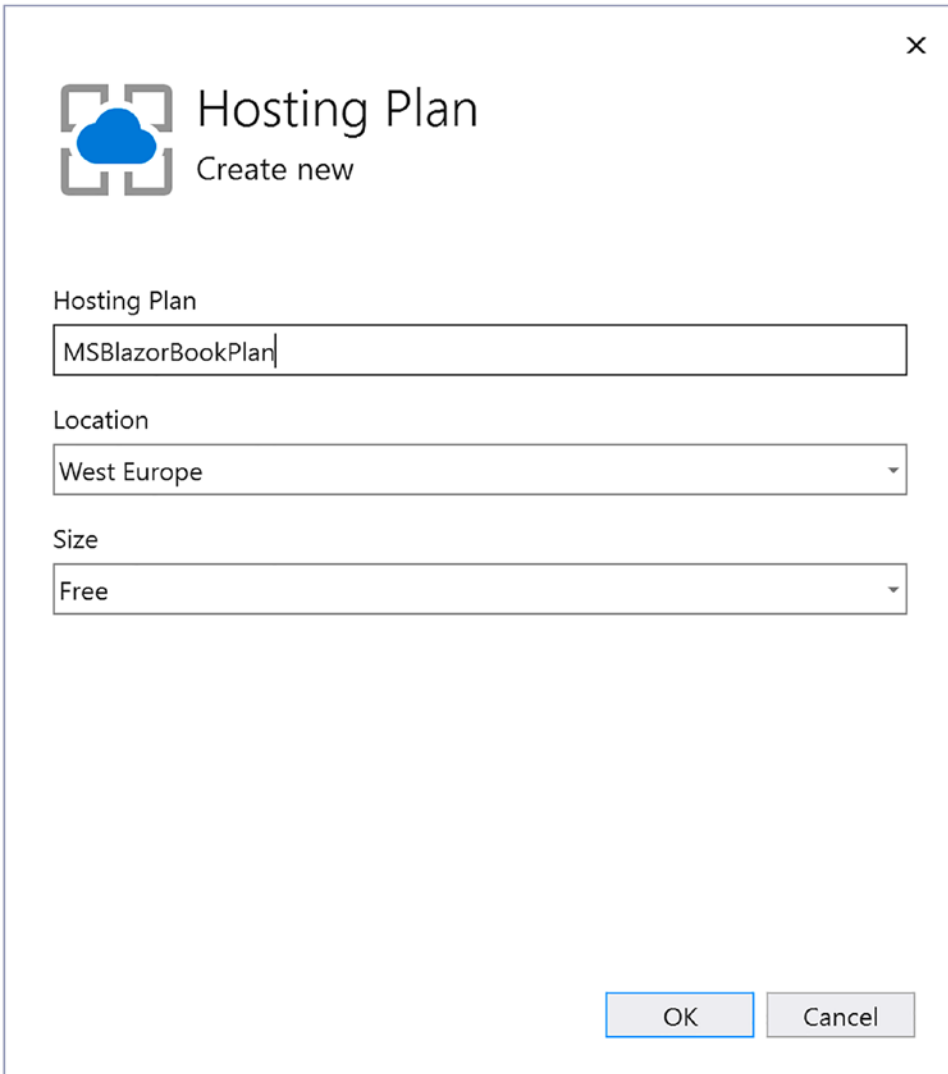 Hosting Plan
Create new
Hosting Plan
MSBlazorBookPlan
Location
West Europe
Size
Free
OK
Cancel